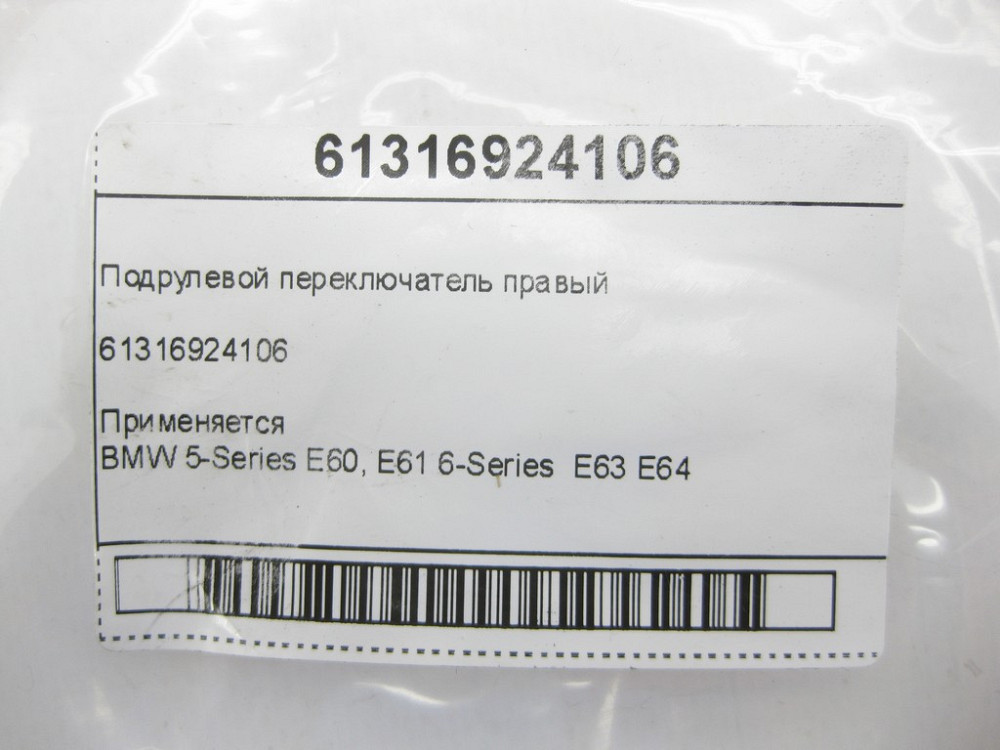 61316924106
Подрулевой переключатель правый
61316924106
Применяется
BMW 5-Series E60, E61 6-Series E63 E64